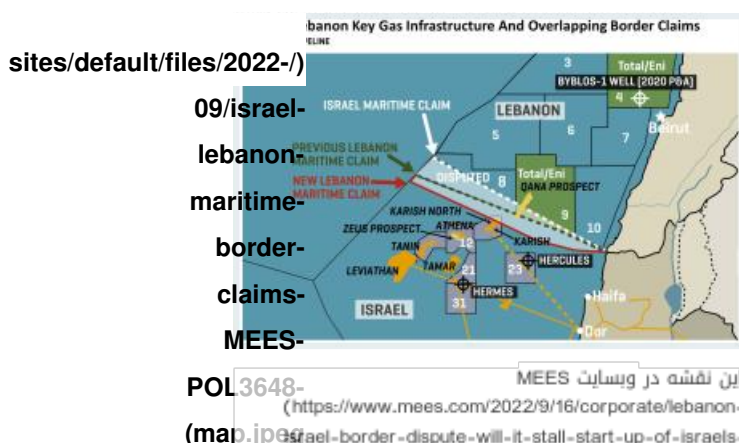 ebanon Key Gas Infrastructure And Overlapping Border Claims
sites/default/files/2022-/)
09/israel-
lebanon-
maritime-
border-
claims-
MEES-
POL3648-
(map.jpeg
3
Total/Eni
BYBLOS-1 WELL [2020 P&A]
4
ISRAEL MARITIME CLAIM
LEBANON
5
6
7
Beirut
PREVIOUS LEBANON
MARITIME CLAIM
NEW LEBANON
MARITIME CLAIM
DISPUTED
8
Total/Eni
QANA PROSPECT
9
10
KARISH NORTH
ATHENA
ZEUS PROSPECT
12
KARISH
TANIN
LEVIATHAN
TAMAR
21
23
HERCULES
31
HERMES
ISRAEL
Haifa
Dor
این نقشه در وبسایت MEES
(https://www.mees.com/2022/9/16/corporate/lebanon-
israel-border-dispute-will-it-stall-start-up-of-israels-